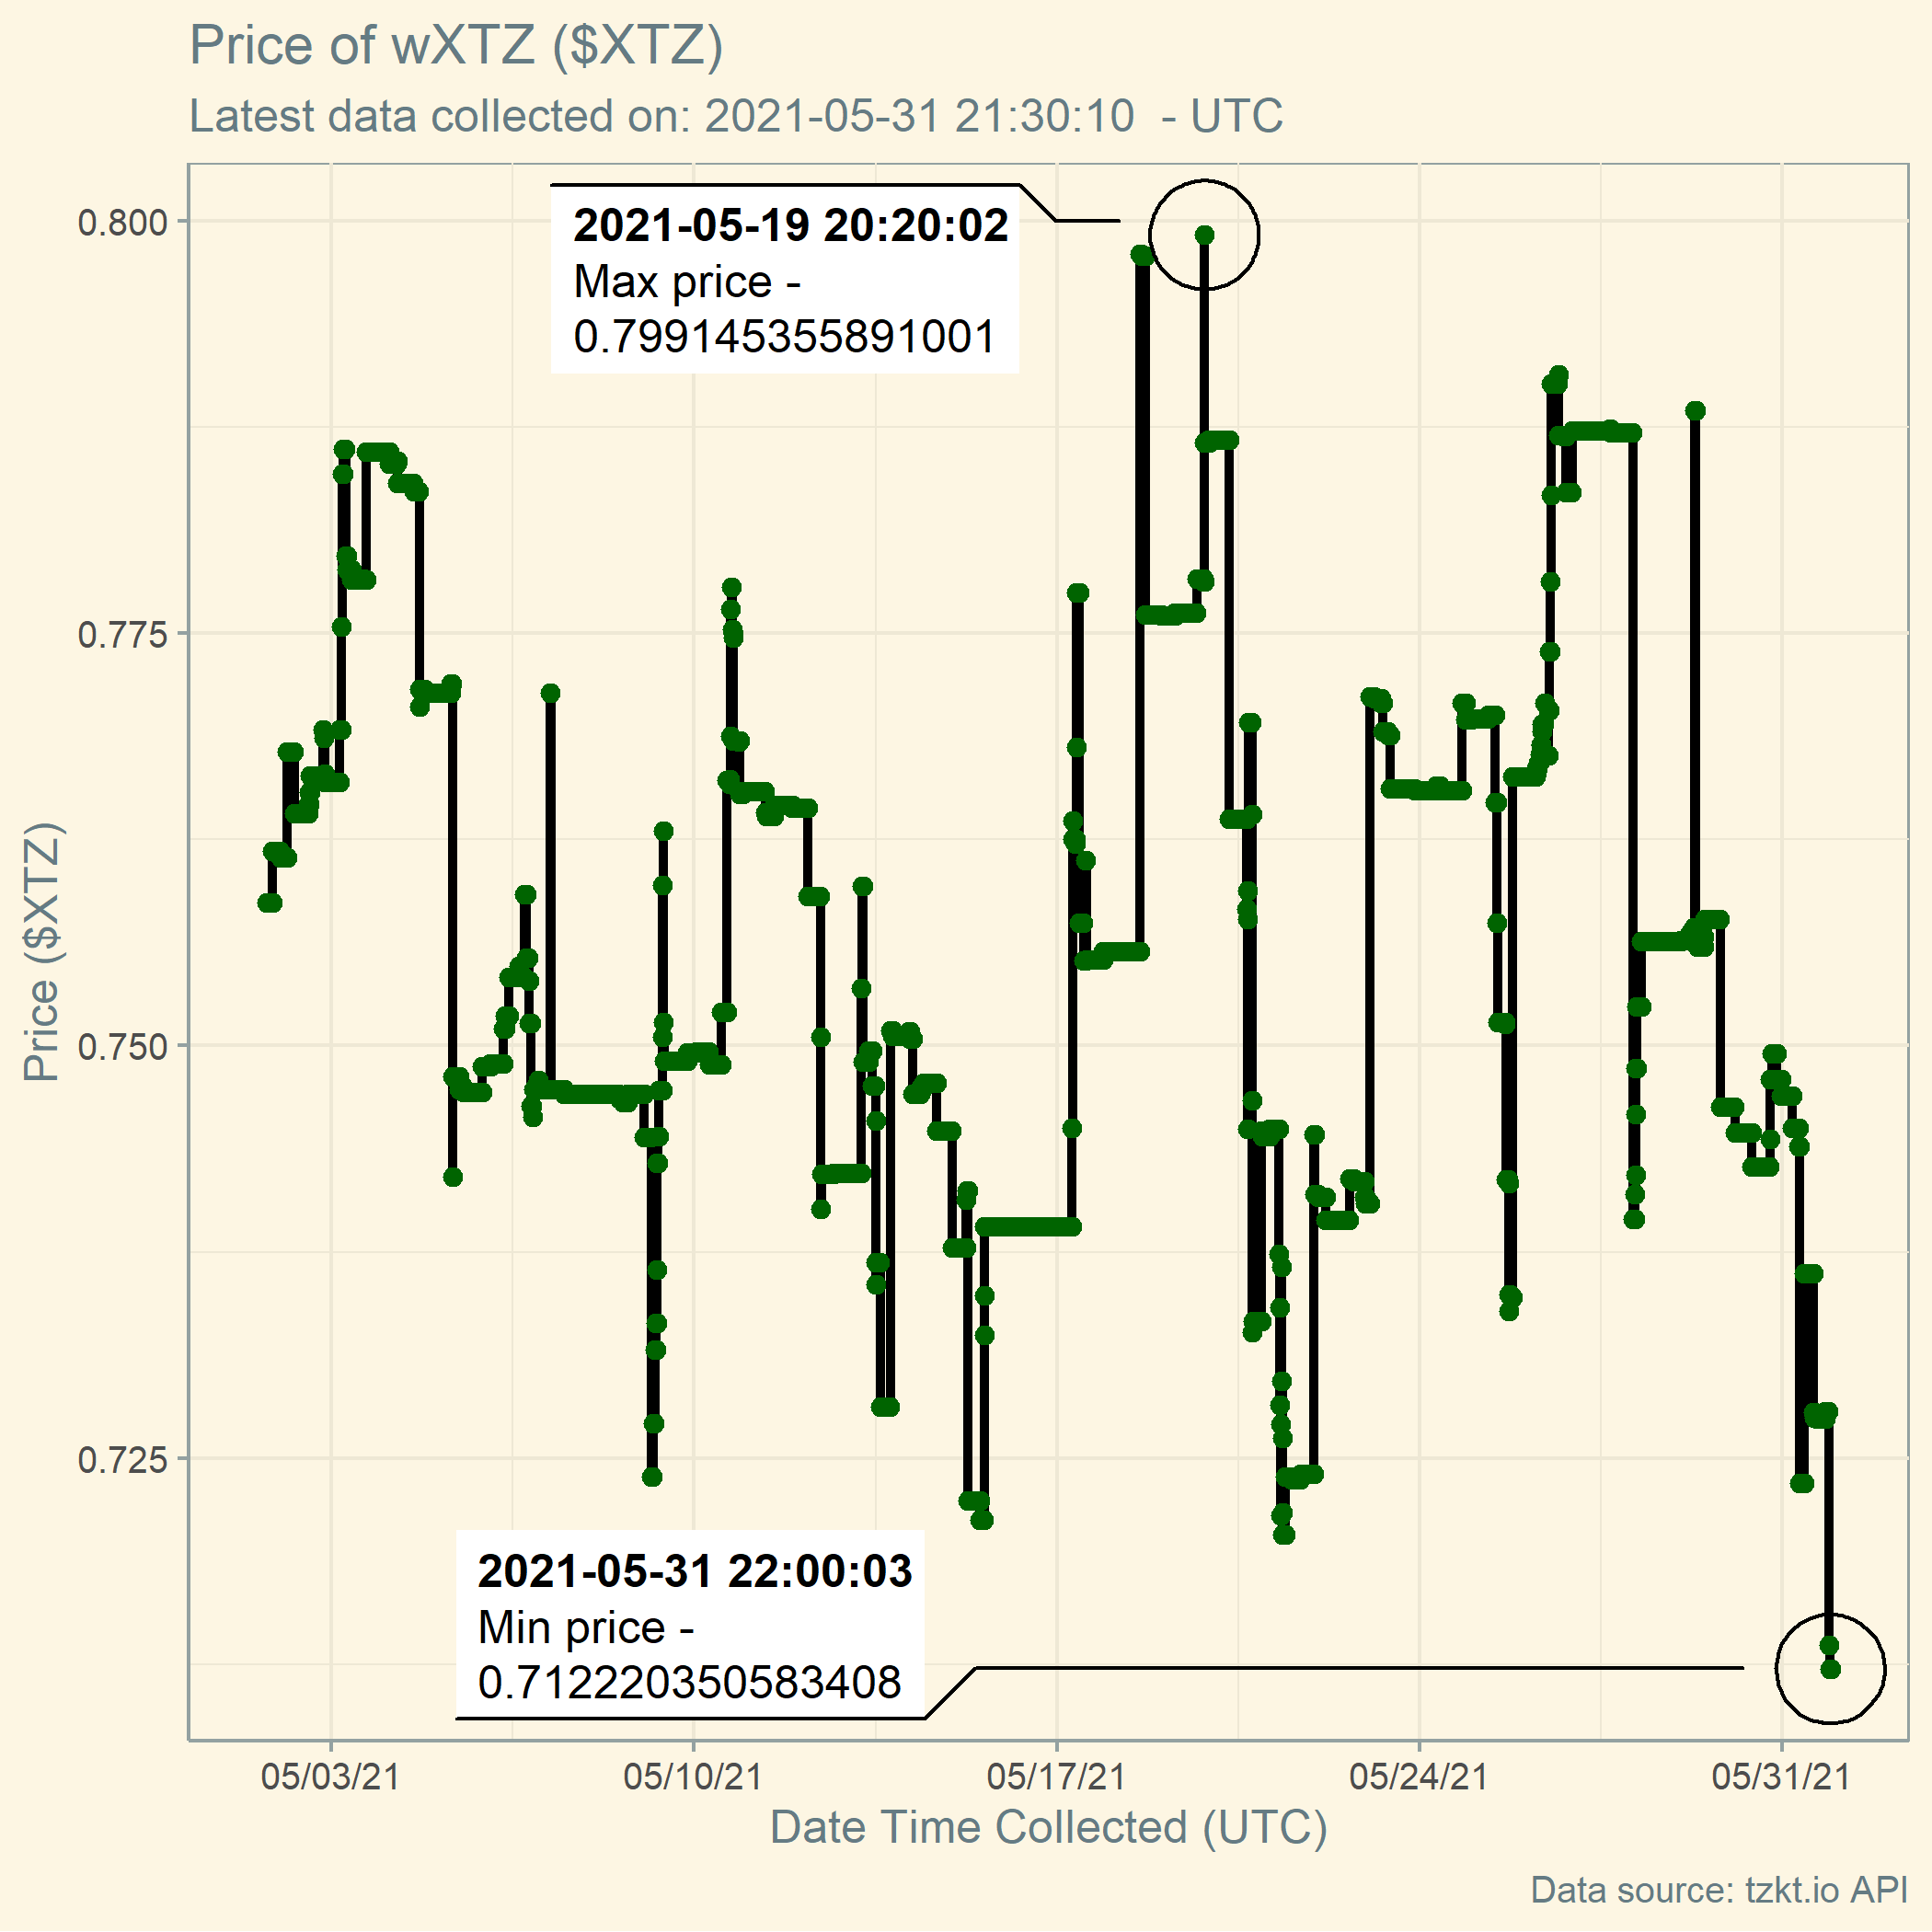 Price of wXTZ ($XTZ)
Latest data collected on: 2021-05-31 21:30:10  - UTC
2021-05-19 20:20:02
Max price -
0.799145355891001
0.800
0.775
0.750
0.725
Price ($XTZ)
2021-05-31 22:00:03
Min price -
0.712220350583408
05/03/21 05/10/21 05/17/21 05/24/21 05/31/21
Date Time Collected (UTC)
Data source: tzkt.io API